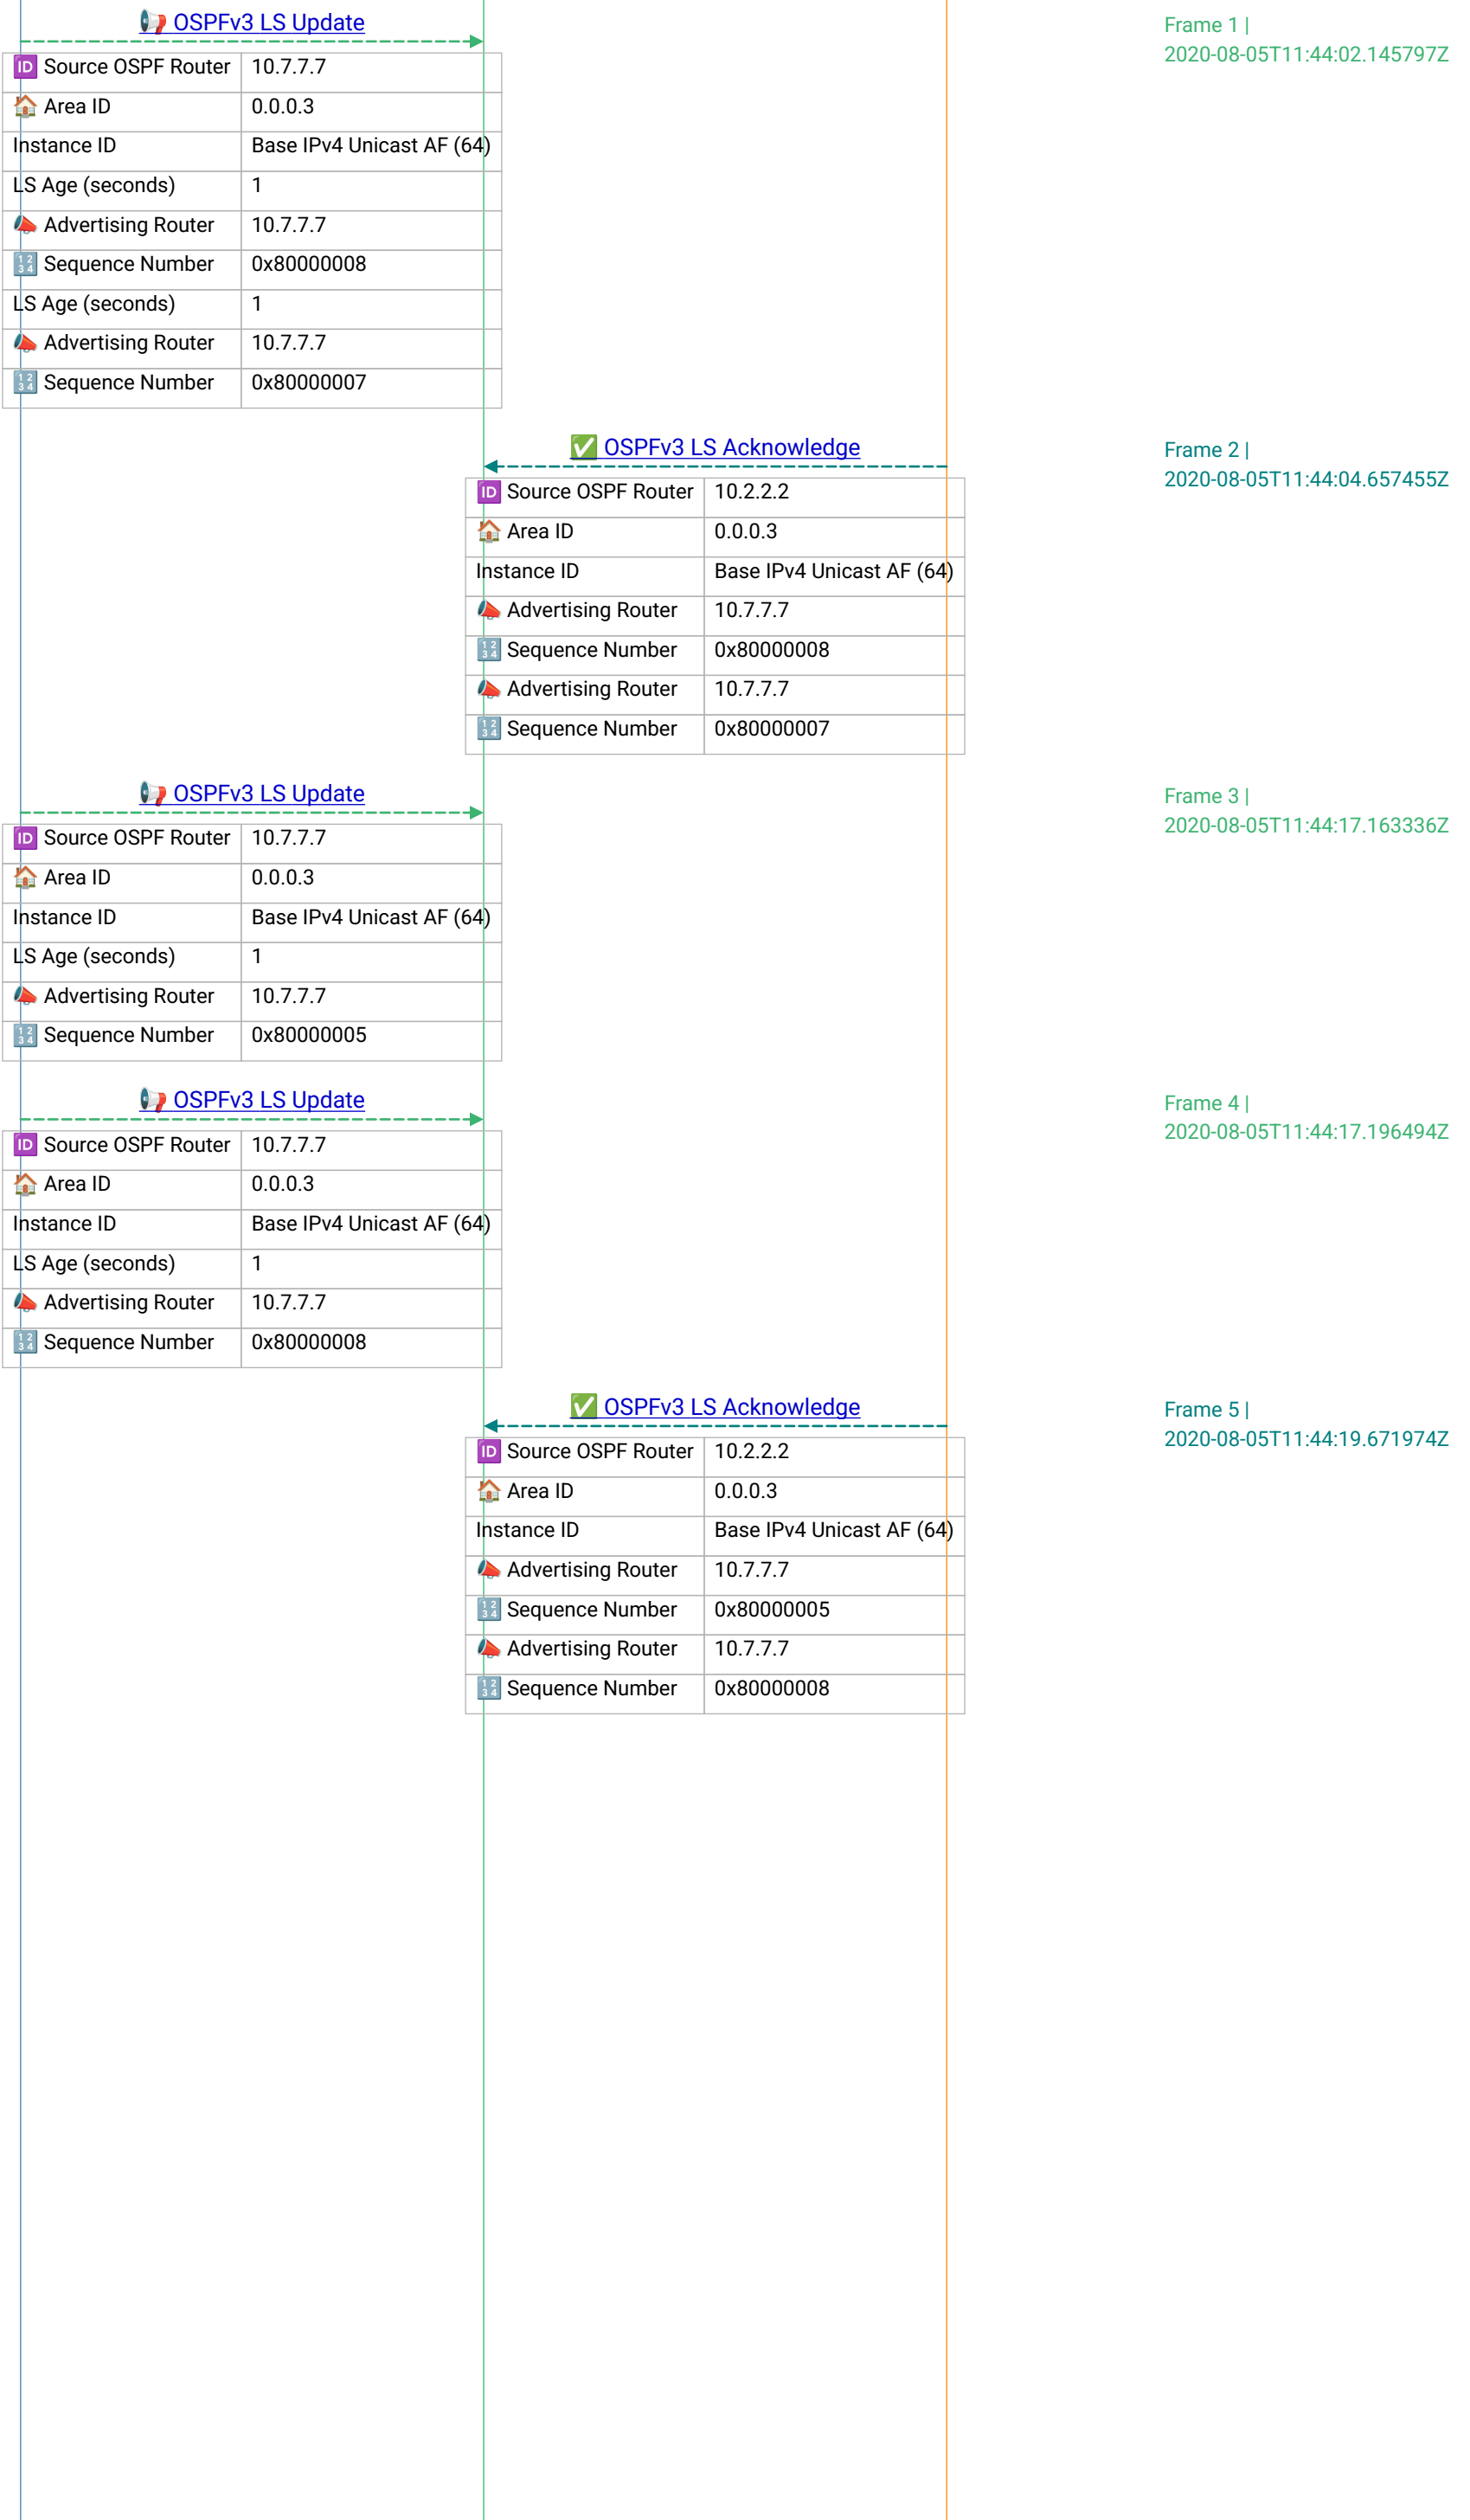 OSPFv3 LS Update
Frame 1 |
2020-08-05T11:44:02.145797Z
🆔 Source OSPF Router 10.7.7.7
Area ID 0.0.0.3
Instance ID Base IPv4 Unicast AF (64)
LS Age (seconds) 1
Advertising Router 10.7.7.7
🔢 Sequence Number 0x80000008
LS Age (seconds) 1
Advertising Router 10.7.7.7
🔢 Sequence Number 0x80000007
OSPFv3 LS Acknowledge
Frame 2 |
2020-08-05T11:44:04.657455Z
🆔 Source OSPF Router 10.2.2.2
Area ID 0.0.0.3
Instance ID Base IPv4 Unicast AF (64)
Advertising Router 10.7.7.7
🔢 Sequence Number 0x80000008
Advertising Router 10.7.7.7
🔢 Sequence Number 0x80000007
OSPFv3 LS Update
Frame 3 |
2020-08-05T11:44:17.163336Z
🆔 Source OSPF Router 10.7.7.7
Area ID 0.0.0.3
Instance ID Base IPv4 Unicast AF (64)
LS Age (seconds) 1
Advertising Router 10.7.7.7
🔢 Sequence Number 0x80000005
OSPFv3 LS Update
Frame 4 |
2020-08-05T11:44:17.196494Z
🆔 Source OSPF Router 10.7.7.7
Area ID 0.0.0.3
Instance ID Base IPv4 Unicast AF (64)
LS Age (seconds) 1
Advertising Router 10.7.7.7
🔢 Sequence Number 0x80000008
OSPFv3 LS Acknowledge
Frame 5 |
2020-08-05T11:44:19.671974Z
🆔 Source OSPF Router 10.2.2.2
Area ID 0.0.0.3
Instance ID Base IPv4 Unicast AF (64)
Advertising Router 10.7.7.7
🔢 Sequence Number 0x80000005
Advertising Router 10.7.7.7
🔢 Sequence Number 0x80000008